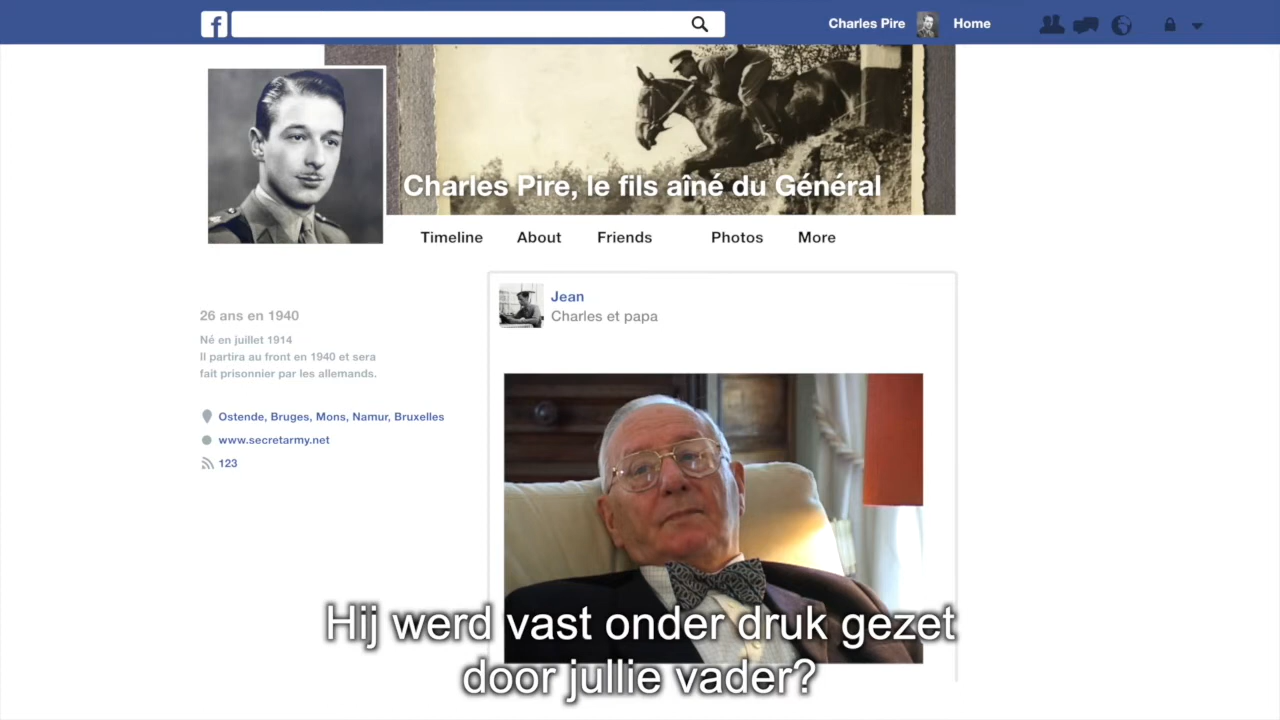 f
Charles Pire
Home
Charles Pire, le fils aîné du Général
Timeline
About
Friends
Photos
More
Jean
Charles et papa
26 ans en 1940
Né en juillet 1914
Il partira au front en 1940 et sera
fait prisonnier par les allemands.
Ostende, Bruges, Mons, Namur, Bruxelles
www.secretarmy.net
123
Hij werd vast onder druk gezet
door jullie vader?